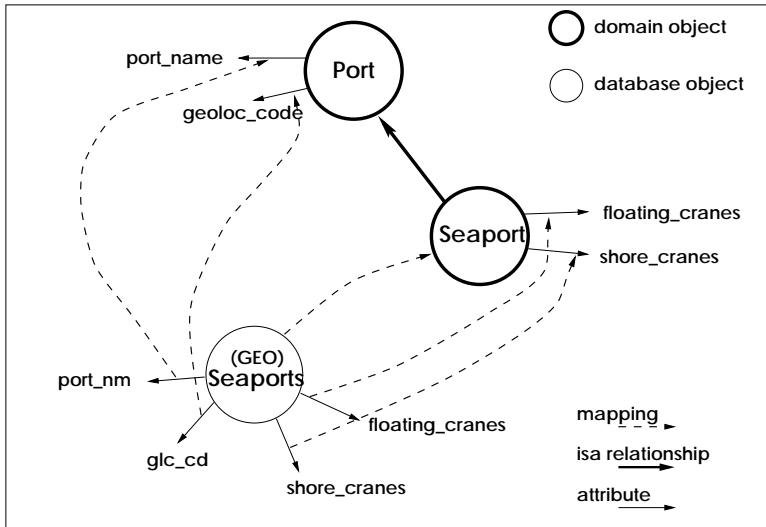 port_name
Port
geoloc_code
domain object
database object
Seaport
floating_cranes
shore_cranes
(GEO)
Seaports
port_nm
glc_cd
floating_cranes
shore_cranes
mapping
isa relationship
attribute